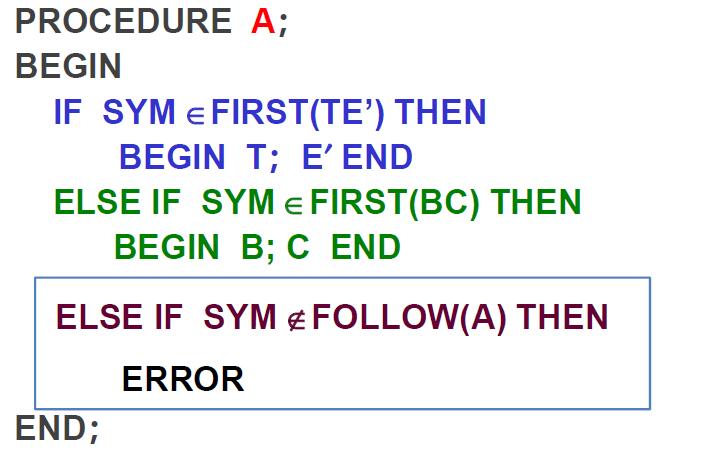 PROCEDURE A;
BEGIN
IF SYM ∈FIRST(TE’) THEN
BEGIN T; E′ END
ELSE IF SYM ∈FIRST(BC) THEN
BEGIN B; C END
ELSE IF SYM ∉FOLLOW(A) THEN
ERROR
END;